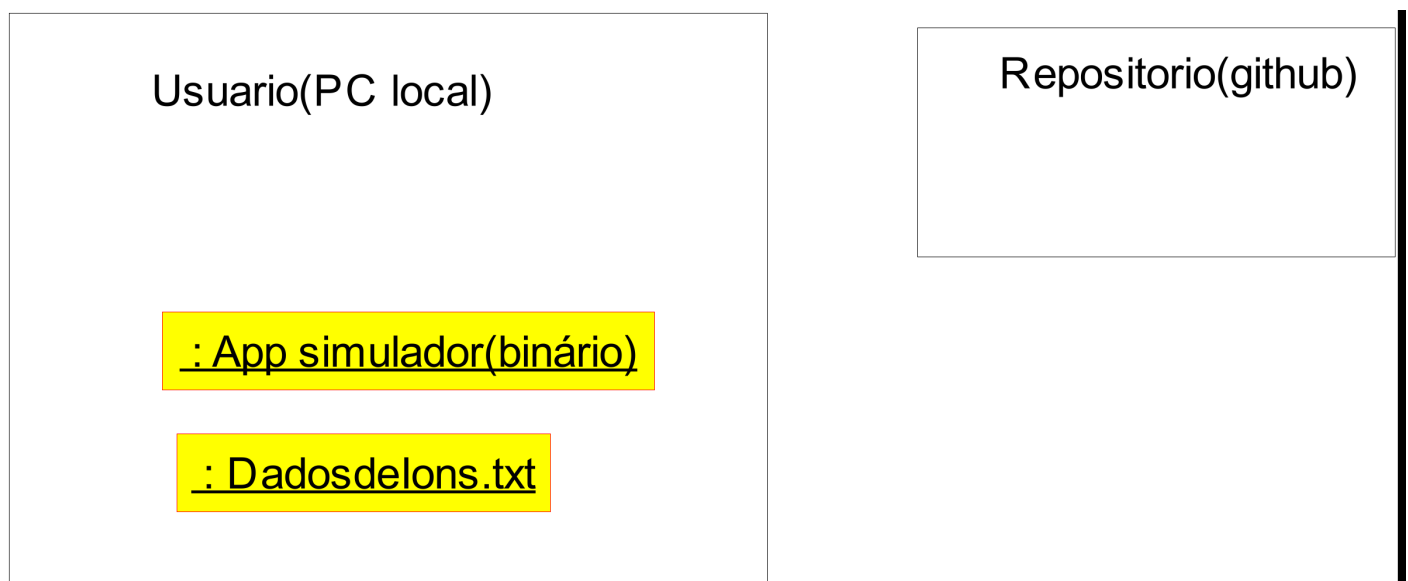 Usuario(PC local)
Repositorio(github)
: App simulador(binário)
: DadosdeIons.txt